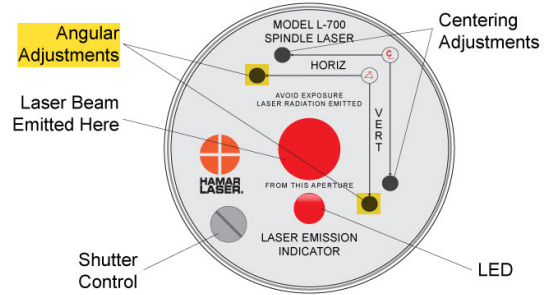 Angular
Adjustments
MODEL L-700
SPINDLE LASER
Centering
Adjustments
HORIZ
Laser Beam
Emitted Here
AVOID EXPOSURE
LASER RADIATION EMITTED
VERT
HAMAR
LASER.
FROM THIS APERTURE
LASER EMISSION
INDICATOR
Shutter
Control
LED